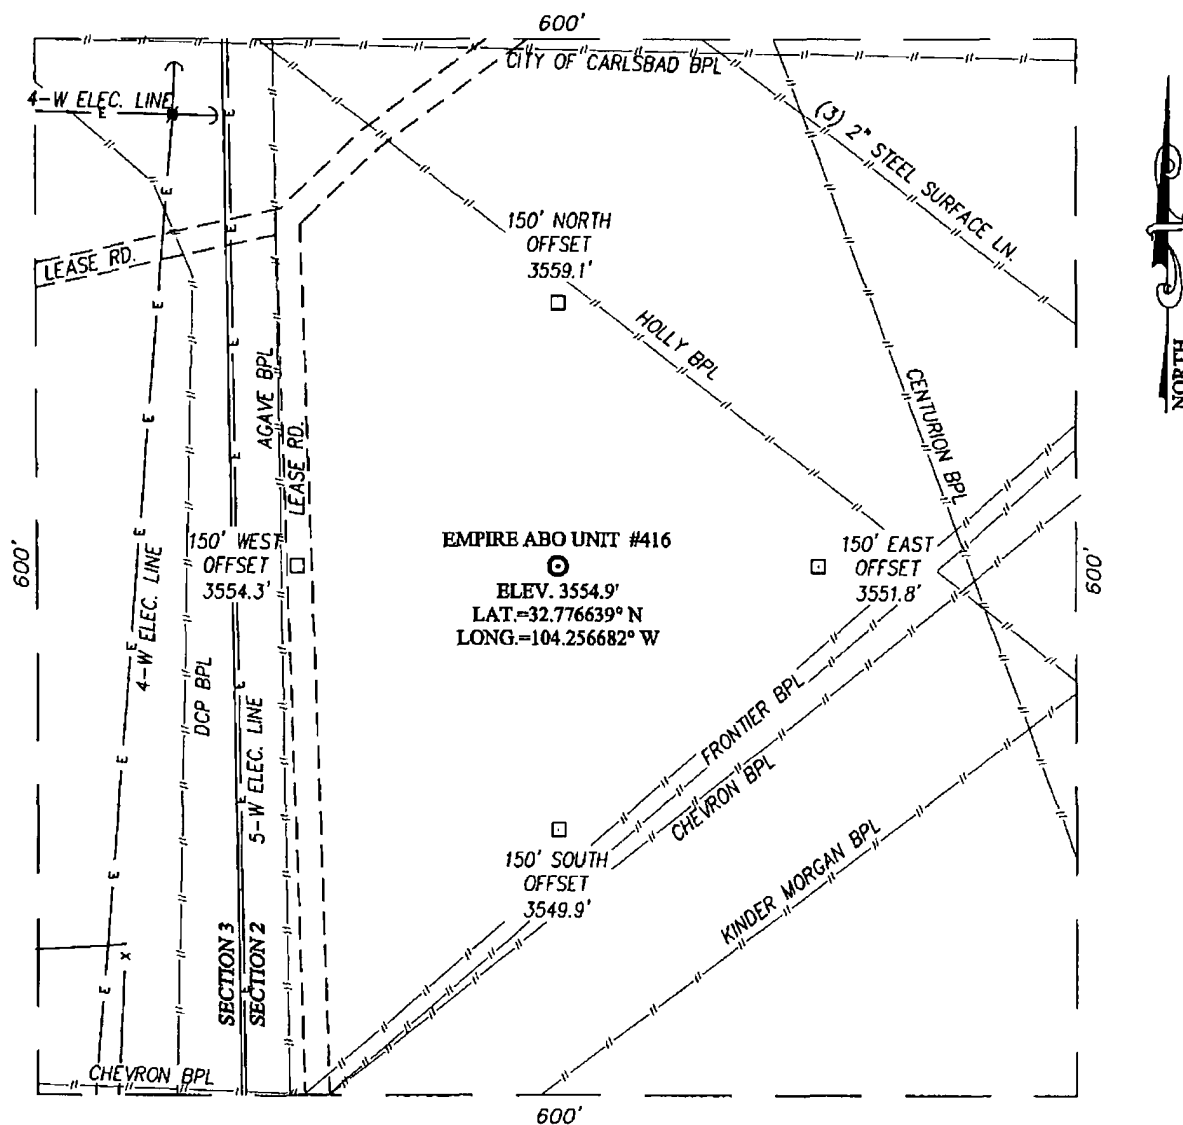 600'
CITY OF CARLSBAD BPL
4-W ELEC. LINE
E
E
(3) 2" STEEL SURFACE LN.
E
E
150' NORTH
OFFSET
3559.1'
LEASE RD.
E
HOLLY BPL
E
NORTH
AGAVE BPL
CENTURION BPL
E
LEASE RD.
E
600'
150' WEST
OFFSET
3554.3'
EMPIRE ABO UNIT #416
ELEV. 3554.9'
LAT.=32.776639° N
LONG.=104.256682° W
150' EAST
OFFSET
3551.8'
600'
E
4-W ELEC. LINE
E
DCP BPL
E
5-W ELEC. LINE
FRONTIER BPL
E
E
CHEVRON BPL
150' SOUTH
OFFSET
3549.9'
KINDER MORGAN BPL
E
SECTION 3
SECTION 2
X
E
E
CHEVRON BPL
600'